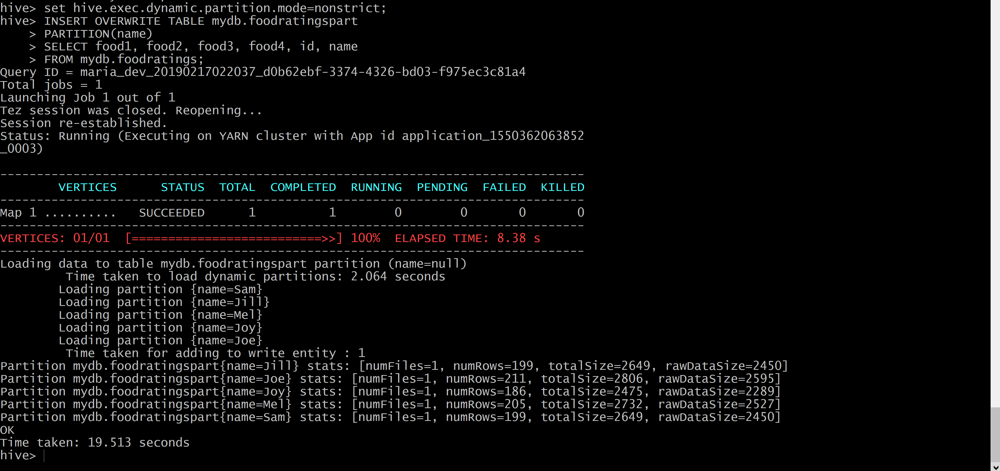 hive> set hive.exec.dynamic.partition.mode=nonstrict;
hive> INSERT OVERWRITE TABLE mydb.foodratingspart
    > PARTITION(name)
    > SELECT food1, food2, food3, food4, id, name
    > FROM mydb.foodratings;
Query ID = maria_dev_20190217022037_d0b62ebf-3374-4326-bd03-f975ec3c81a4
Total jobs = 1
Launching Job 1 out of 1
Tez session was closed. Reopening...
Session re-established.
Status: Running (Executing on YARN cluster with App id application_1550362063852
_0003)
--------------------------------------------------------------------------------
        VERTICES      STATUS  TOTAL  COMPLETED  RUNNING  PENDING  FAILED  KILLED
--------------------------------------------------------------------------------
Map 1 ..........   SUCCEEDED      1          1        0        0       0       0
--------------------------------------------------------------------------------
VERTICES: 01/01  [==========================>>] 100%  ELAPSED TIME: 8.38 s
--------------------------------------------------------------------------------
Loading data to table mydb.foodratingspart partition (name=null)
         Time taken to load dynamic partitions: 2.064 seconds
        Loading partition {name=Sam}
        Loading partition {name=Jill}
        Loading partition {name=Mel}
        Loading partition {name=Joy}
        Loading partition {name=Joe}
         Time taken for adding to write entity : 1
Partition mydb.foodratingspart{name=Jill} stats: [numFiles=1, numRows=199, totalSize=2649, rawDataSize=2450]
Partition mydb.foodratingspart{name=Joe} stats: [numFiles=1, numRows=211, totalSize=2806, rawDataSize=2595]
Partition mydb.foodratingspart{name=Joy} stats: [numFiles=1, numRows=186, totalSize=2475, rawDataSize=2289]
Partition mydb.foodratingspart{name=Mel} stats: [numFiles=1, numRows=205, totalSize=2732, rawDataSize=2527]
Partition mydb.foodratingspart{name=Sam} stats: [numFiles=1, numRows=199, totalSize=2649, rawDataSize=2450]
OK
Time taken: 19.513 seconds
hive>